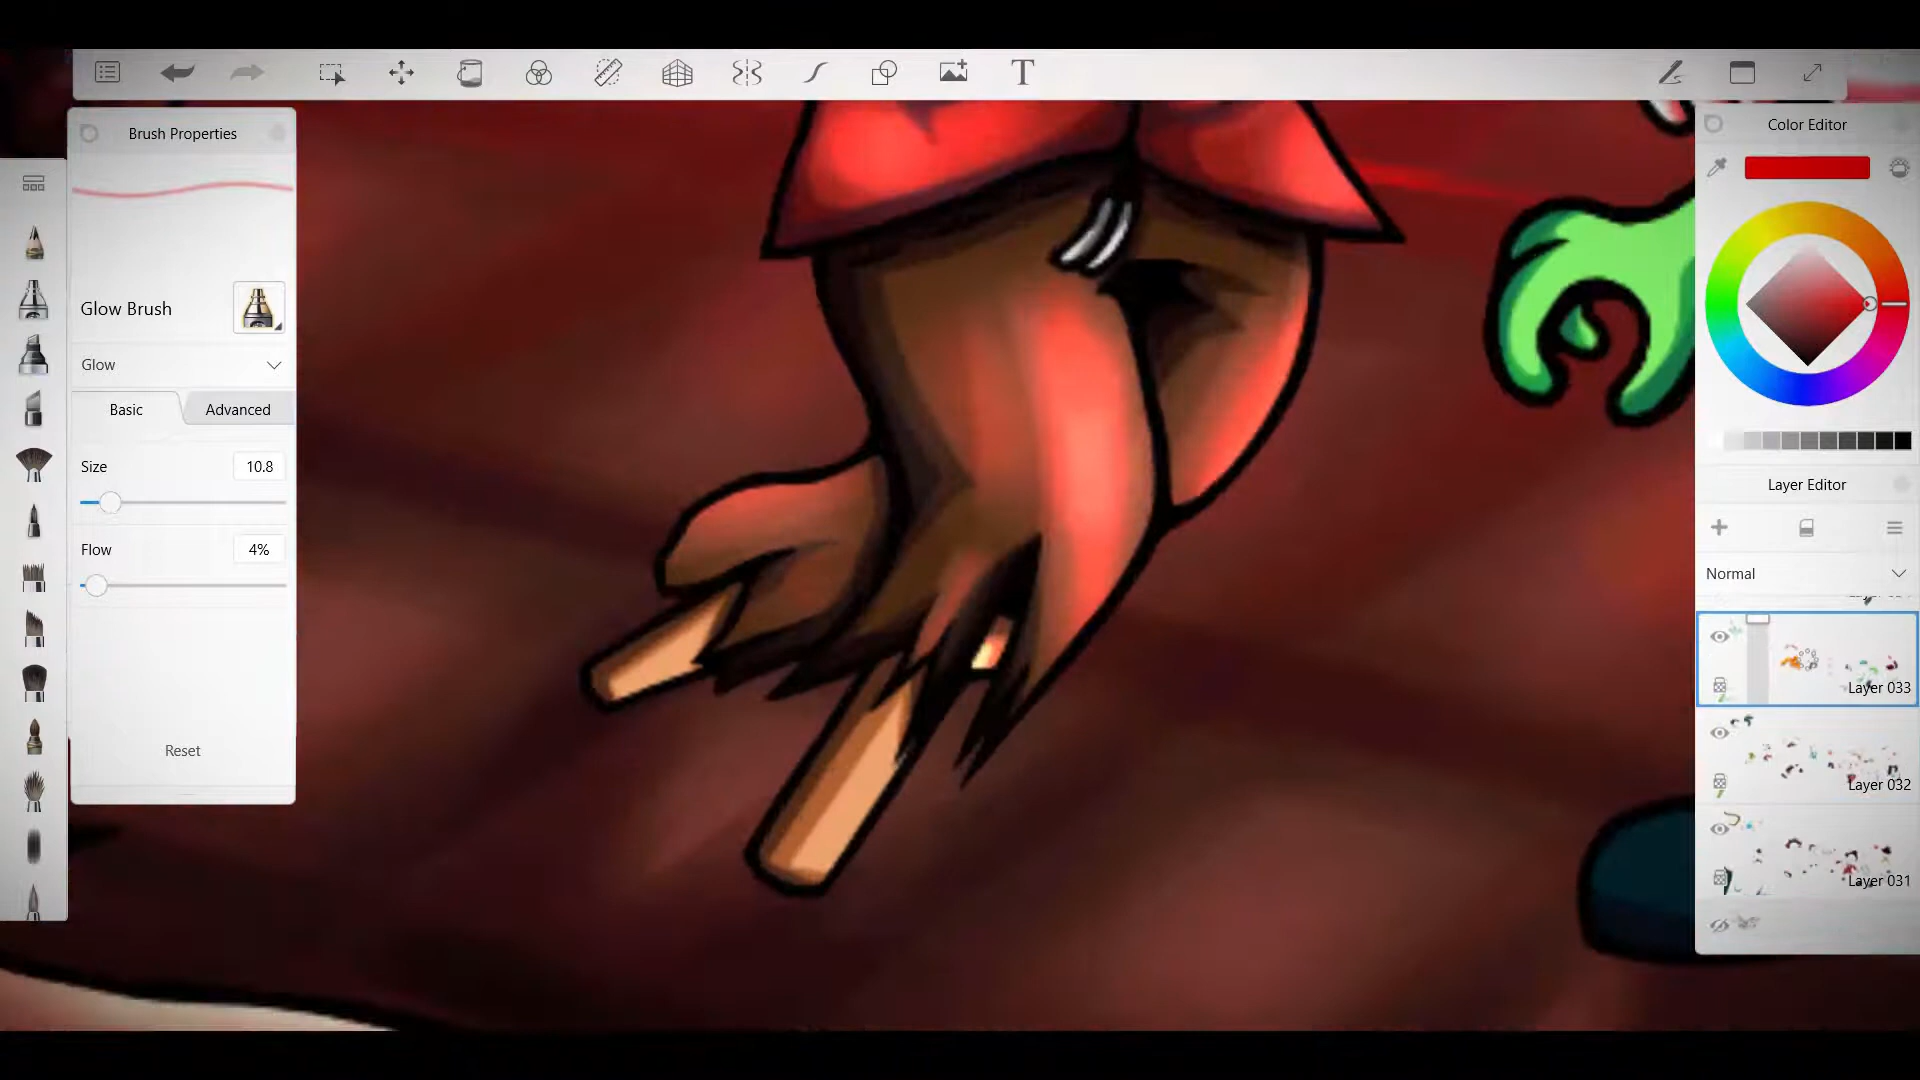 T
Brush Properties
Glow Brush
Glow
Basic
Advanced
Size
10.8
Flow
4%
Reset
Color Editor
Layer Editor
Normal
Layer 033
Layer 032
Layer 031